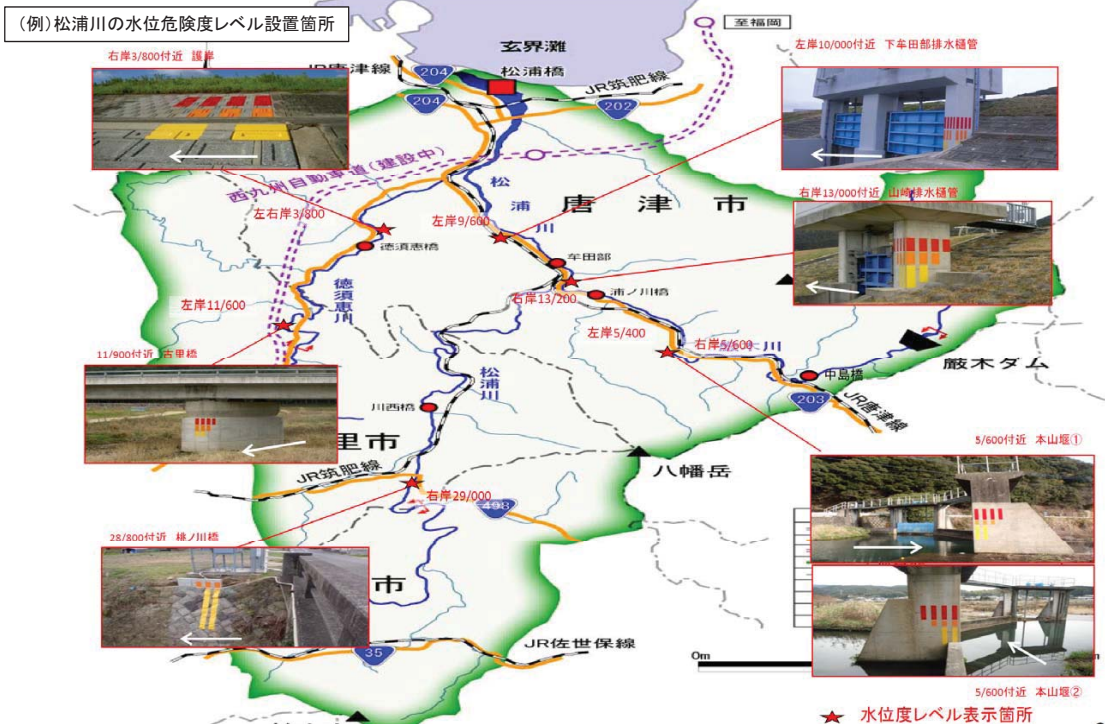 (例)松浦川の水位危険度レベル設置箇所
至福岡
右岸3/800付近 護岸
玄界灘
左岸10/000付近 下牟田部排水樋管
JR唐津線
204
松浦橋
JR筑肥線
204
202
西九州自動車道(建設中)
右岸13/000付近 山崎排水樋管
松浦川
唐津市
左右岸3/800
左岸9/600
徳須恵橋
牟田部
徳須恵川
右岸13/200
浦ノ川橋
左岸11/600
左岸5/400
右岸5/600
川
11/900付近 古里橋
松浦川
中島橋
厳木ダム
203
JR唐津線
川西橋
里市
5/600付近 本山堰①
JR筑肥線
八幡岳
右岸29/000
498
28/800付近 桃ノ川橋
市
JR佐世保線
35
0m
5/600付近 本山堰②
★ 水位度レベル表示箇所